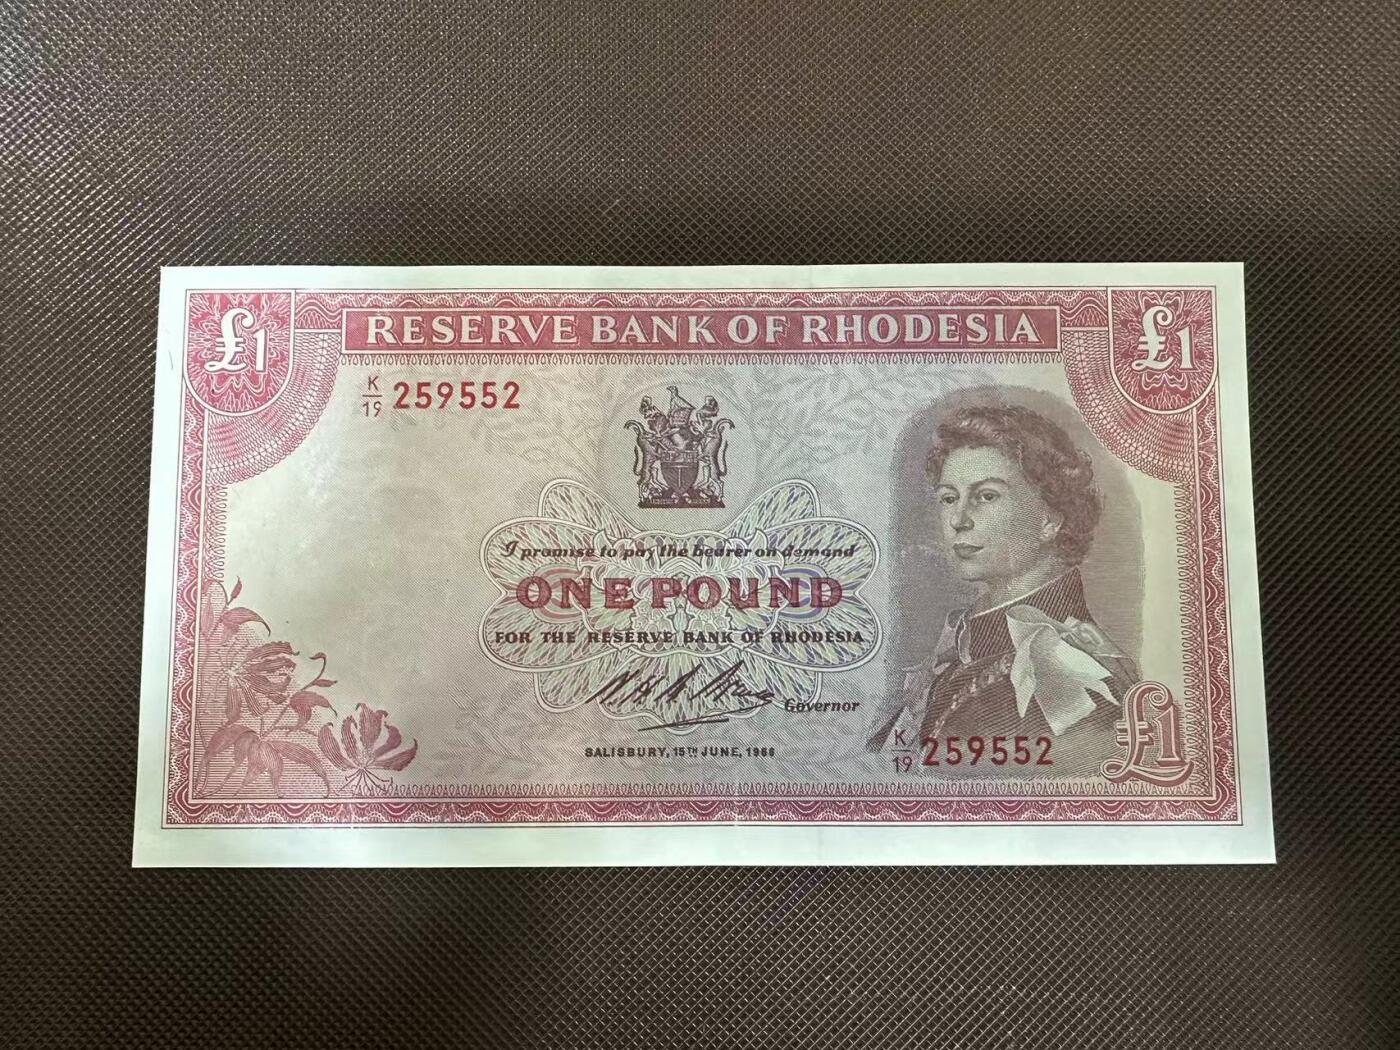 £1 RESERVE BANK OF RHODESIA £1
K/19 259552
I promise to pay the bearer on demand
ONE POUND
FOR THE RESERVE BANK OF RHODESIA
Governor
SALISBURY, 15TH JUNE, 1966
K/19 259552
£1